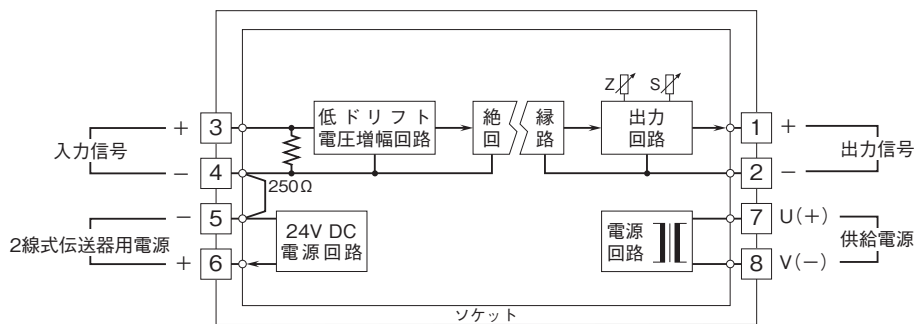 Z
S
低ドリフト
電圧増幅回路
絶縁
回路
出力
回路
3
+
4
−
入力信号
250Ω
1
+
2
−
出力信号
5
−
6
+
2線式伝送器用電源
24V DC
電源回路
電源
回路
7
U(+)
8
V(−)
供給電源
ソケット